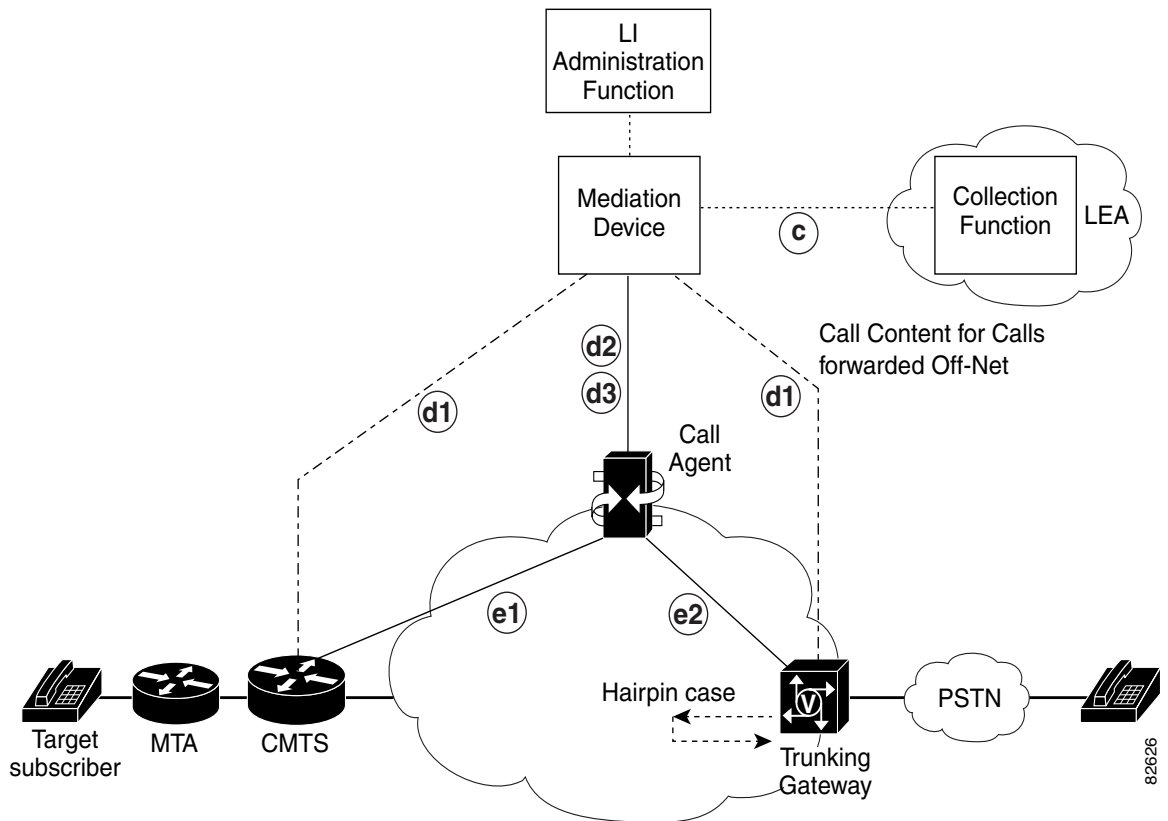 LI
Administration
Function
Mediation
Device
Collection
Function
LEA
c
Call Content for Calls
forwarded Off-Net
d2
d3
d1
d1
Call
Agent
e1
e2
Hairpin case
V
PSTN
Target
subscriber
MTA
CMTS
Trunking
Gateway
82626